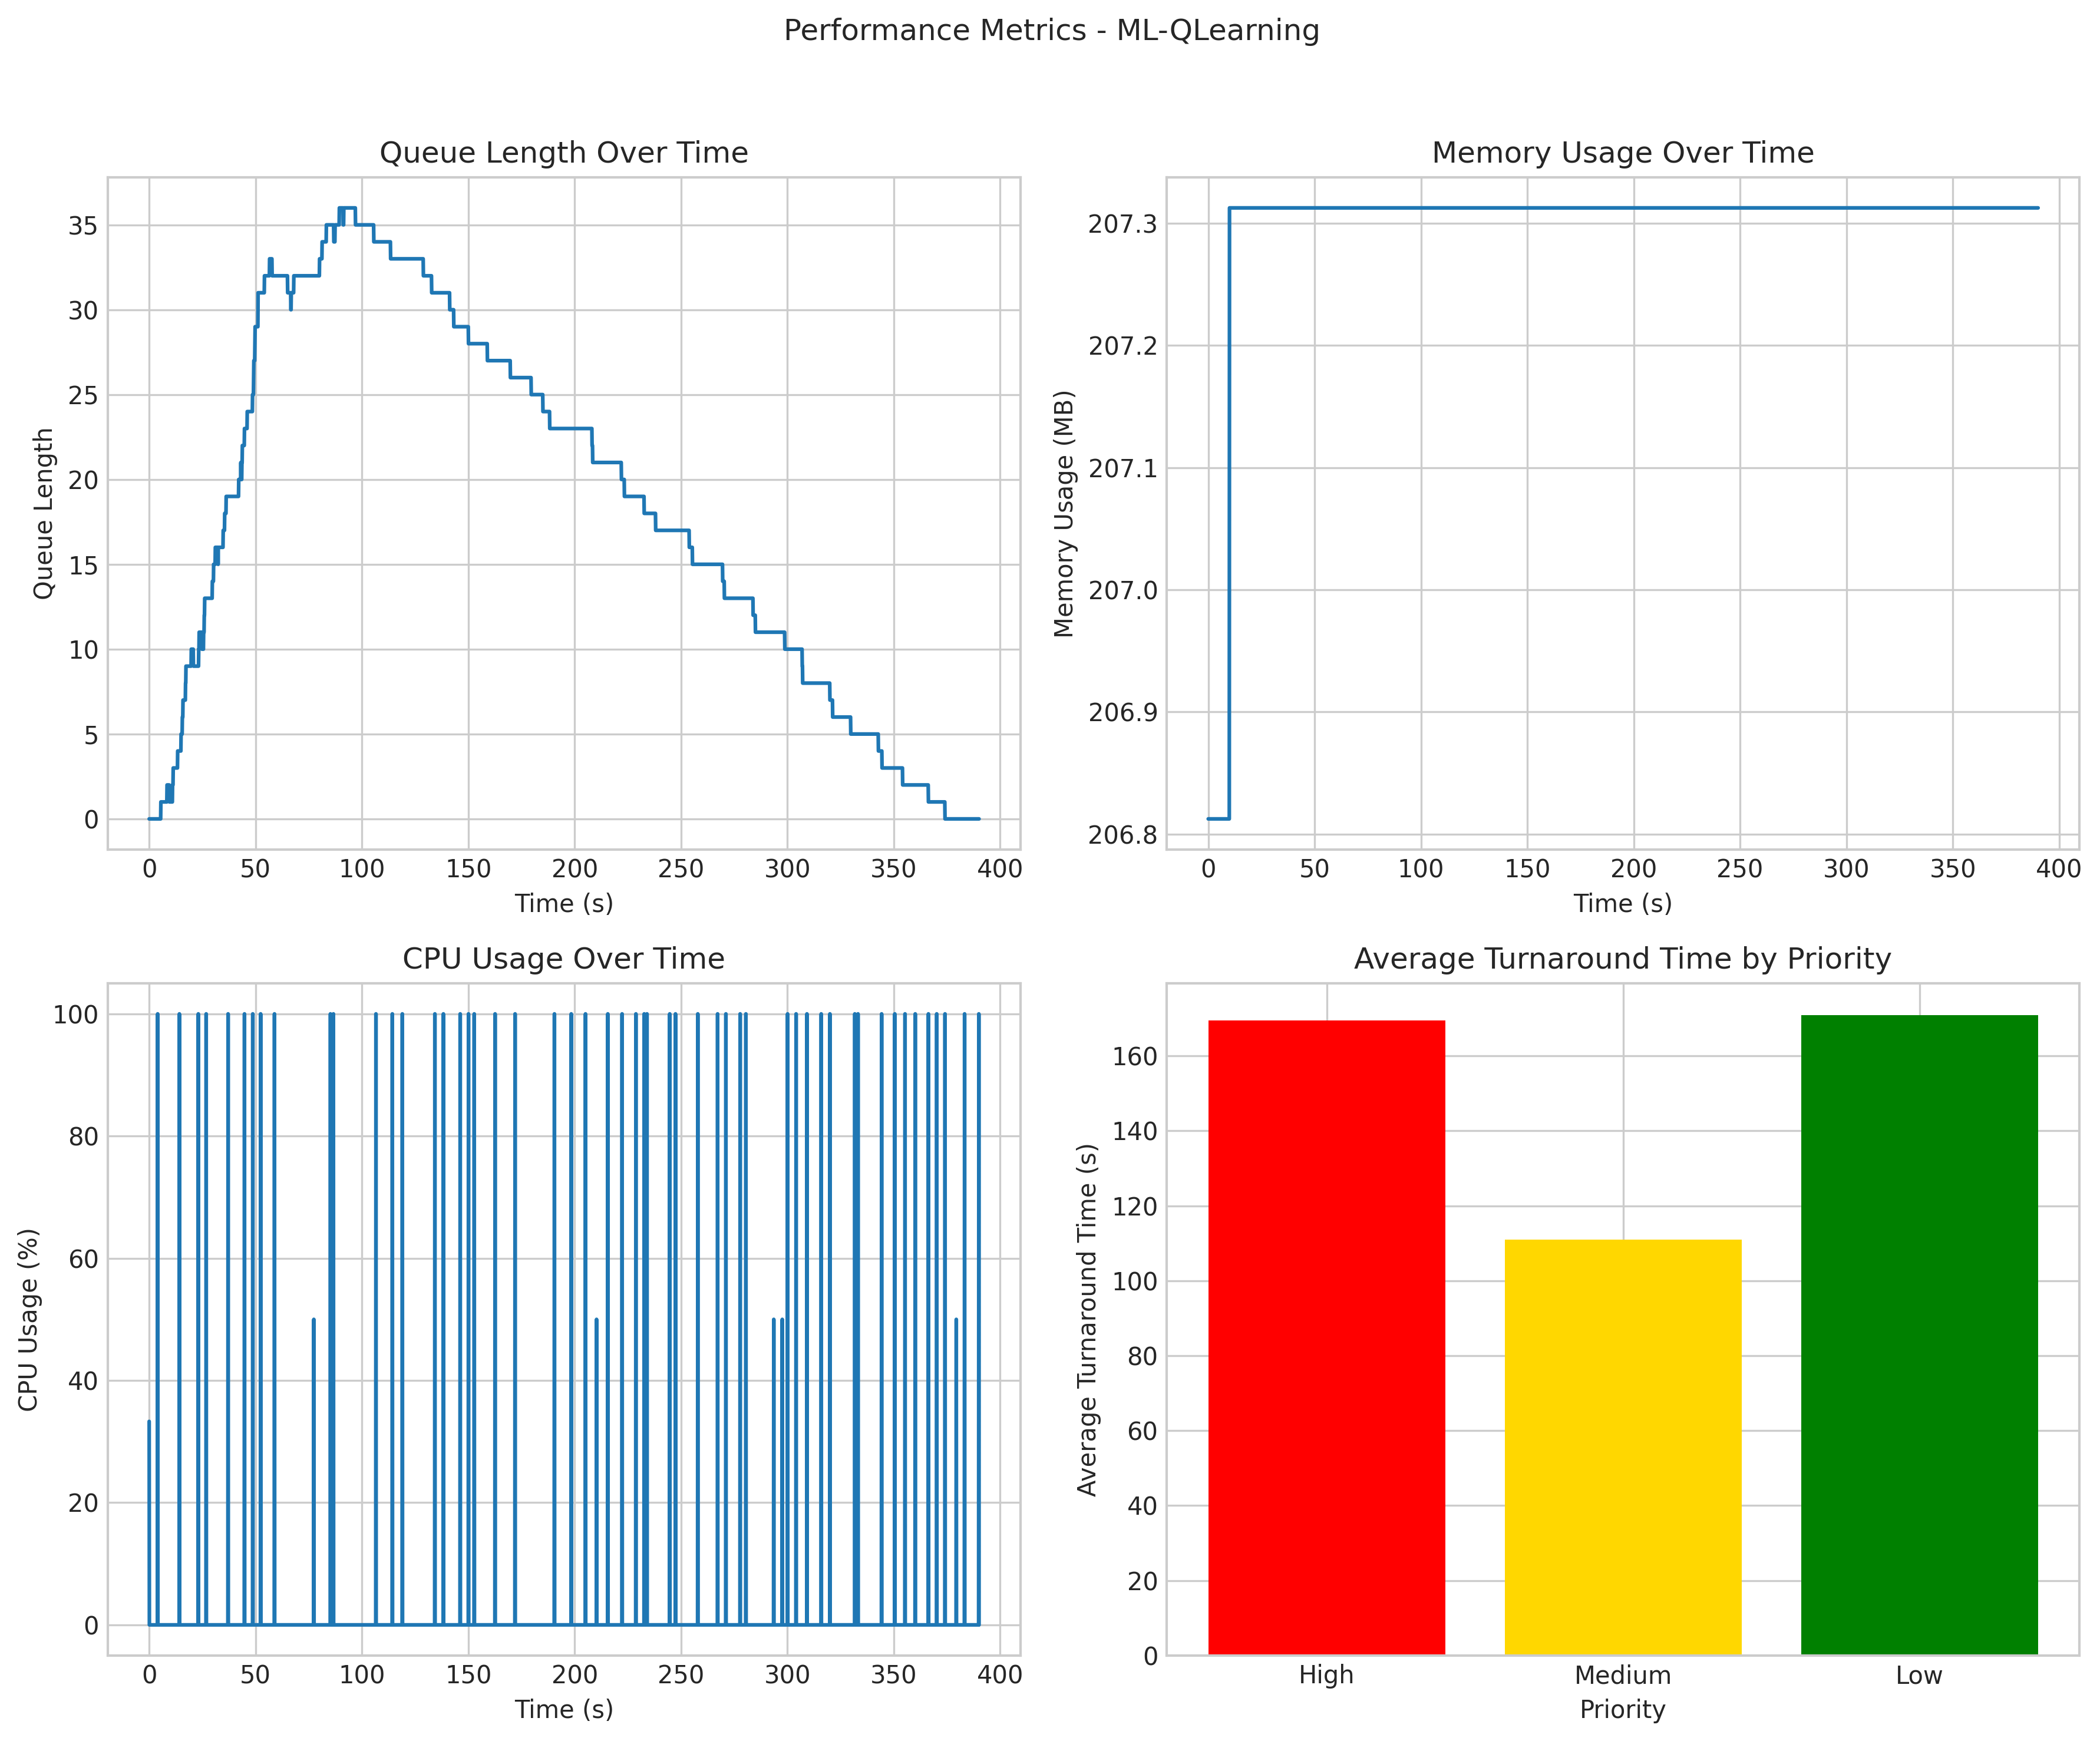 Performance Metrics - ML-QLearning
Queue Length Over Time
Queue Length
35
30
25
20
15
10
5
0
0 50 100 150 200 250 300 350 400
Time (s)
Memory Usage Over Time
Memory Usage (MB)
207.3
207.2
207.1
207.0
206.9
206.8
0 50 100 150 200 250 300 350 400
Time (s)
CPU Usage Over Time
CPU Usage (%)
100
80
60
40
20
0
0 50 100 150 200 250 300 350 400
Time (s)
Average Turnaround Time by Priority
Average Turnaround Time (s)
160
140
120
100
80
60
40
20
0
High Medium Low
Priority